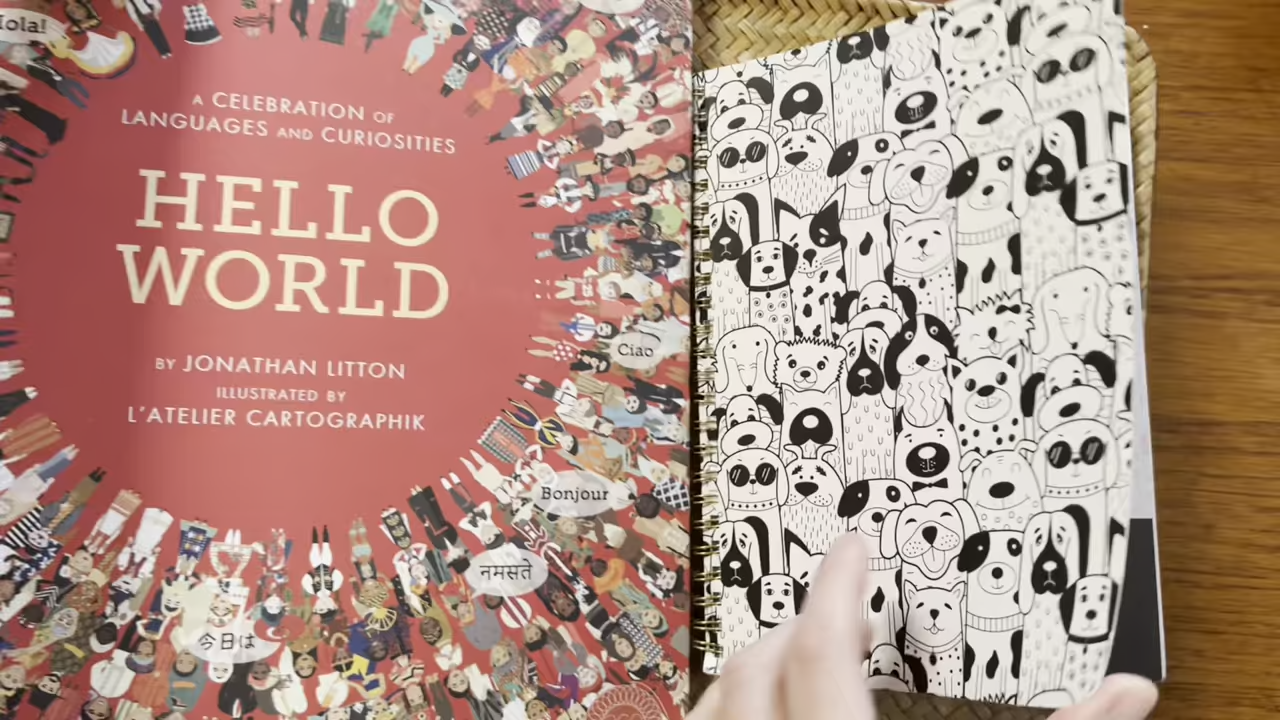 Hola!
A CELEBRATION OF
LANGUAGES AND CURIOSITIES
HELLO
WORLD
BY JONATHAN LITTON
ILLUSTRATED BY
L'ATELIER CARTOGRAPHIK
Ciao
Bonjour
नमस्ते
今日は